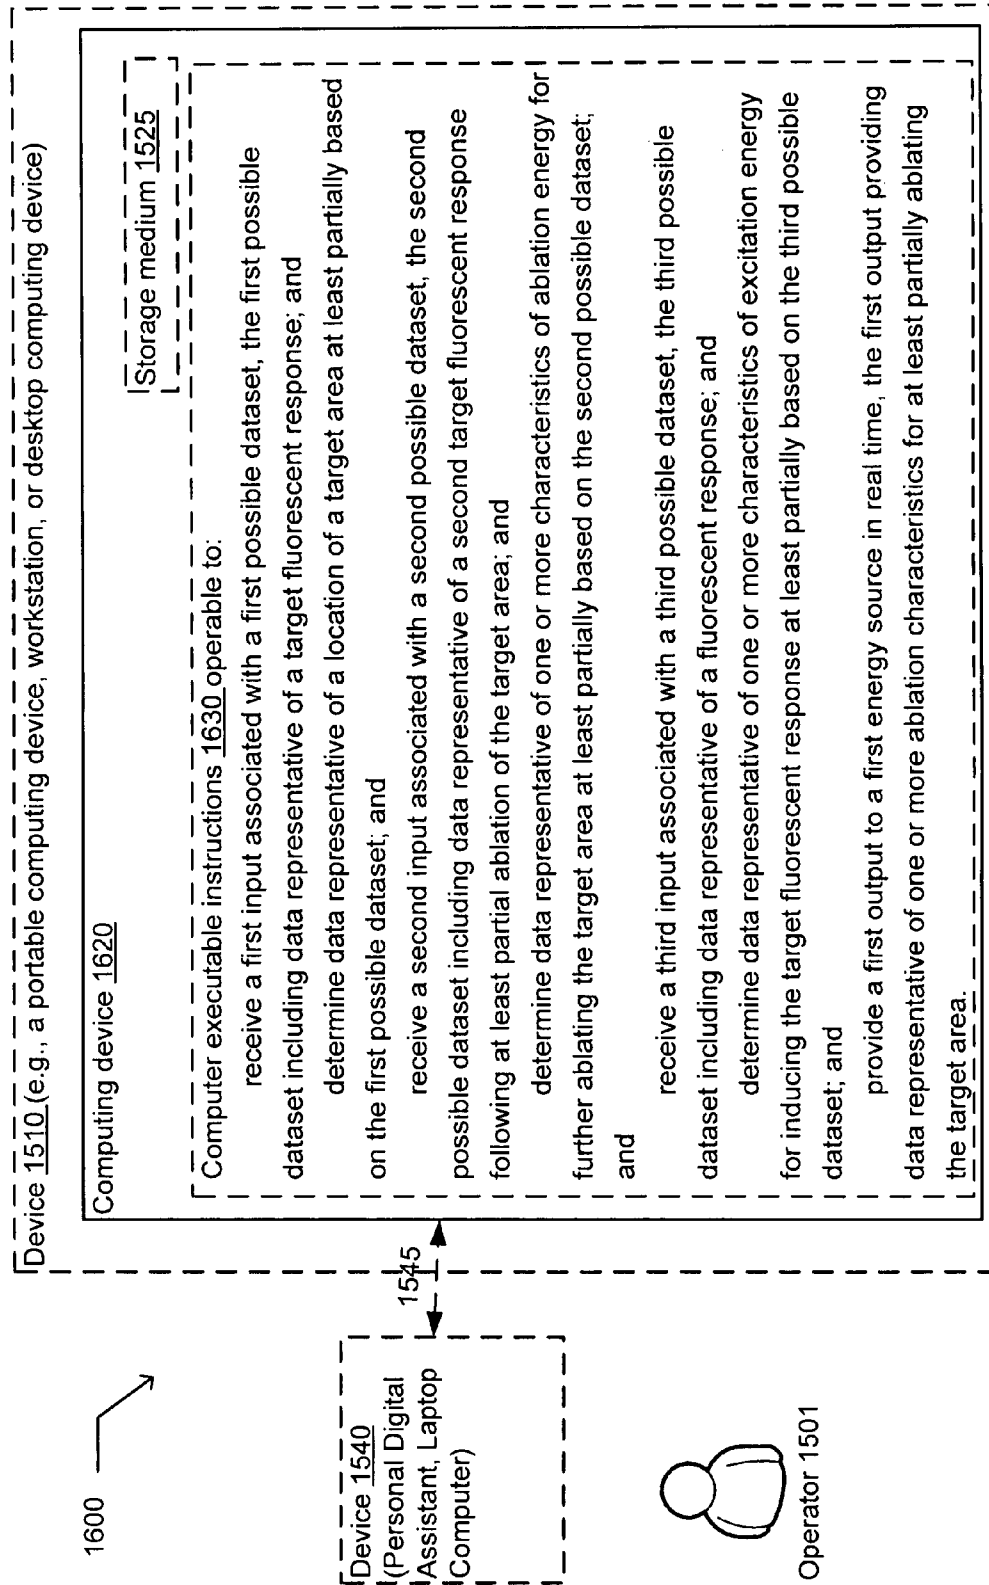 1600
Device 1510 (e.g., a portable computing device, workstation, or desktop computing device)
Computing device 1620
Storage medium 1525
Computer executable instructions 1630 operable to:
receive a first input associated with a first possible dataset, the first possible
dataset including data representative of a target fluorescent response; and
determine data representative of a location of a target area at least partially based
on the first possible dataset; and
receive a second input associated with a second possible dataset, the second
possible dataset including data representative of a second target fluorescent response
following at least partial ablation of the target area; and
determine data representative of one or more characteristics of ablation energy for
further ablating the target area at least partially based on the second possible dataset;
and
receive a third input associated with a third possible dataset, the third possible
dataset including data representative of a fluorescent response; and
determine data representative of one or more characteristics of excitation energy
for inducing the target fluorescent response at least partially based on the third possible
dataset; and
provide a first output to a first energy source in real time, the first output providing
data representative of one or more ablation characteristics for at least partially ablating
the target area.
1545
Device 1540
(Personal Digital
Assistant, Laptop
Computer)
Operator 1501